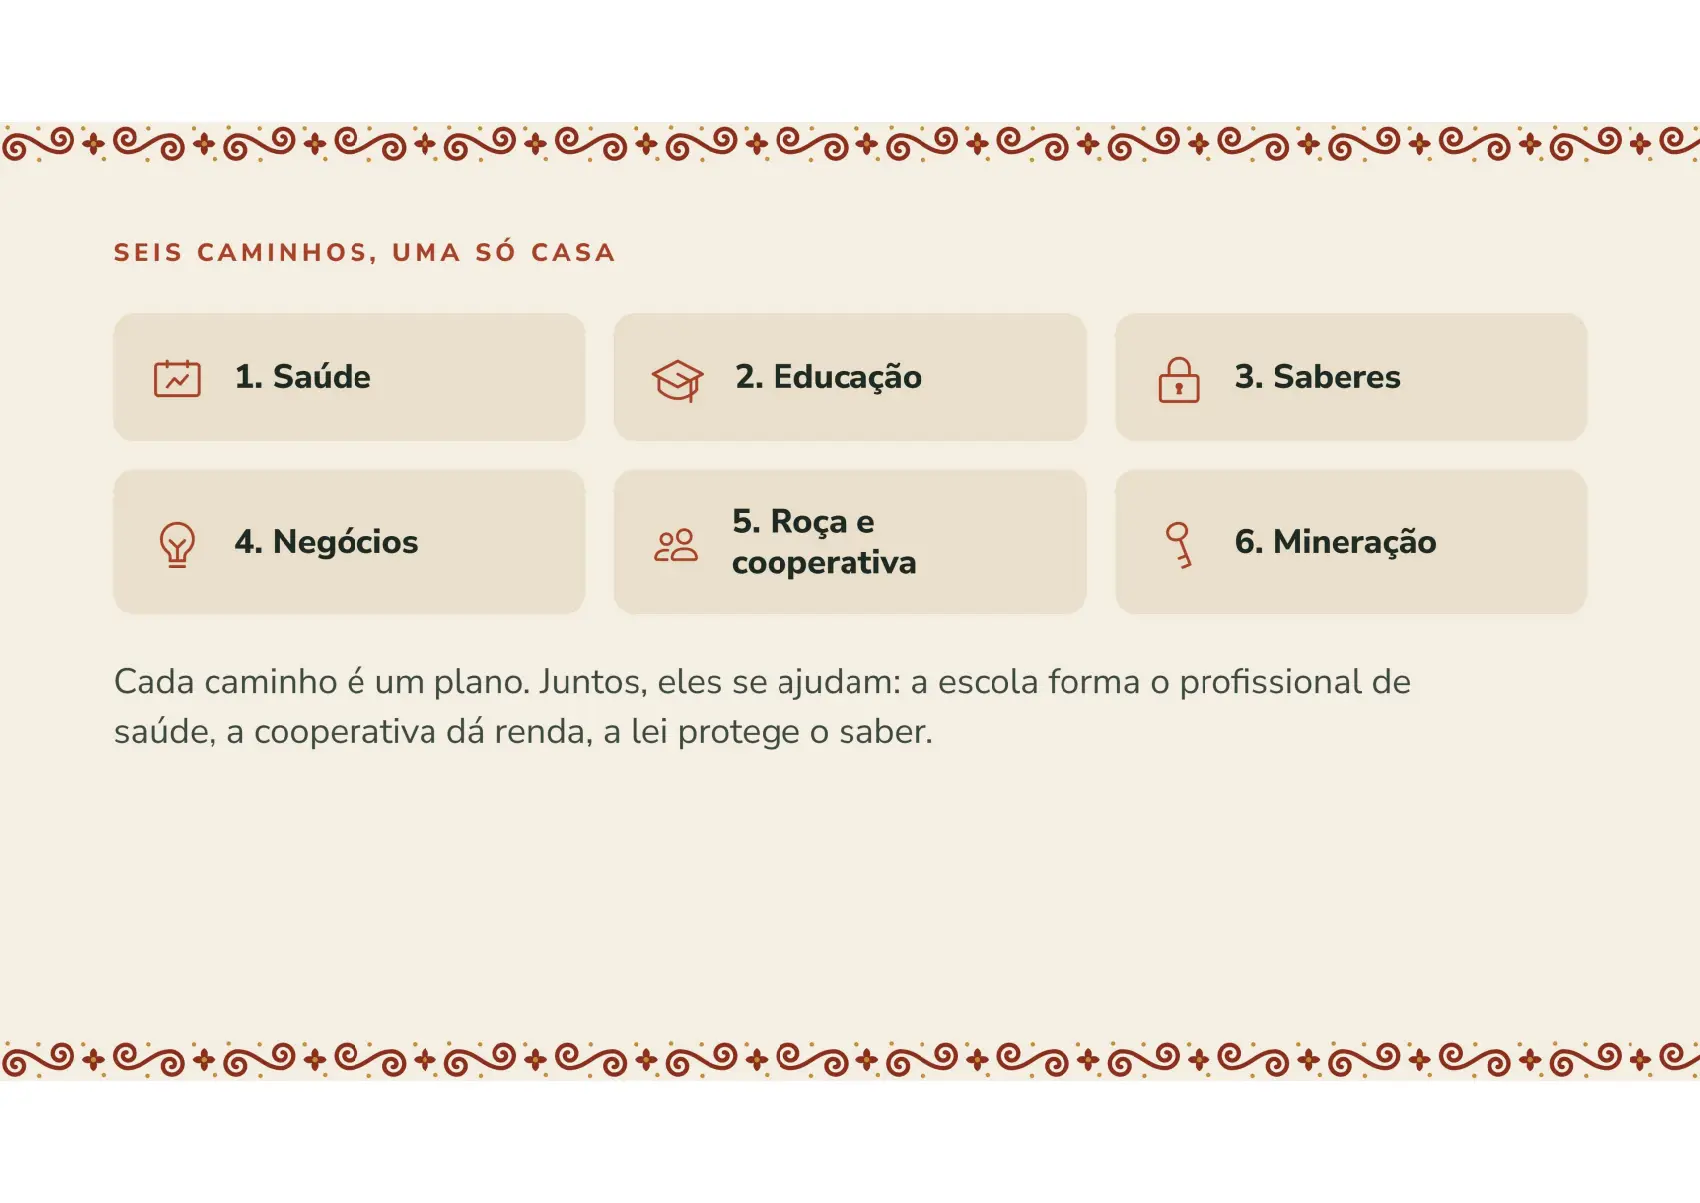 SEIS CAMINHOS, UMA SÓ CASA
1. Saúde
2. Educação
3. Saberes
4. Negócios
5. Roça e
cooperativa
6. Mineração
Cada caminho é um plano. Juntos, eles se ajudam: a escola forma o profissional de
saúde, a cooperativa dá renda, a lei protege o saber.